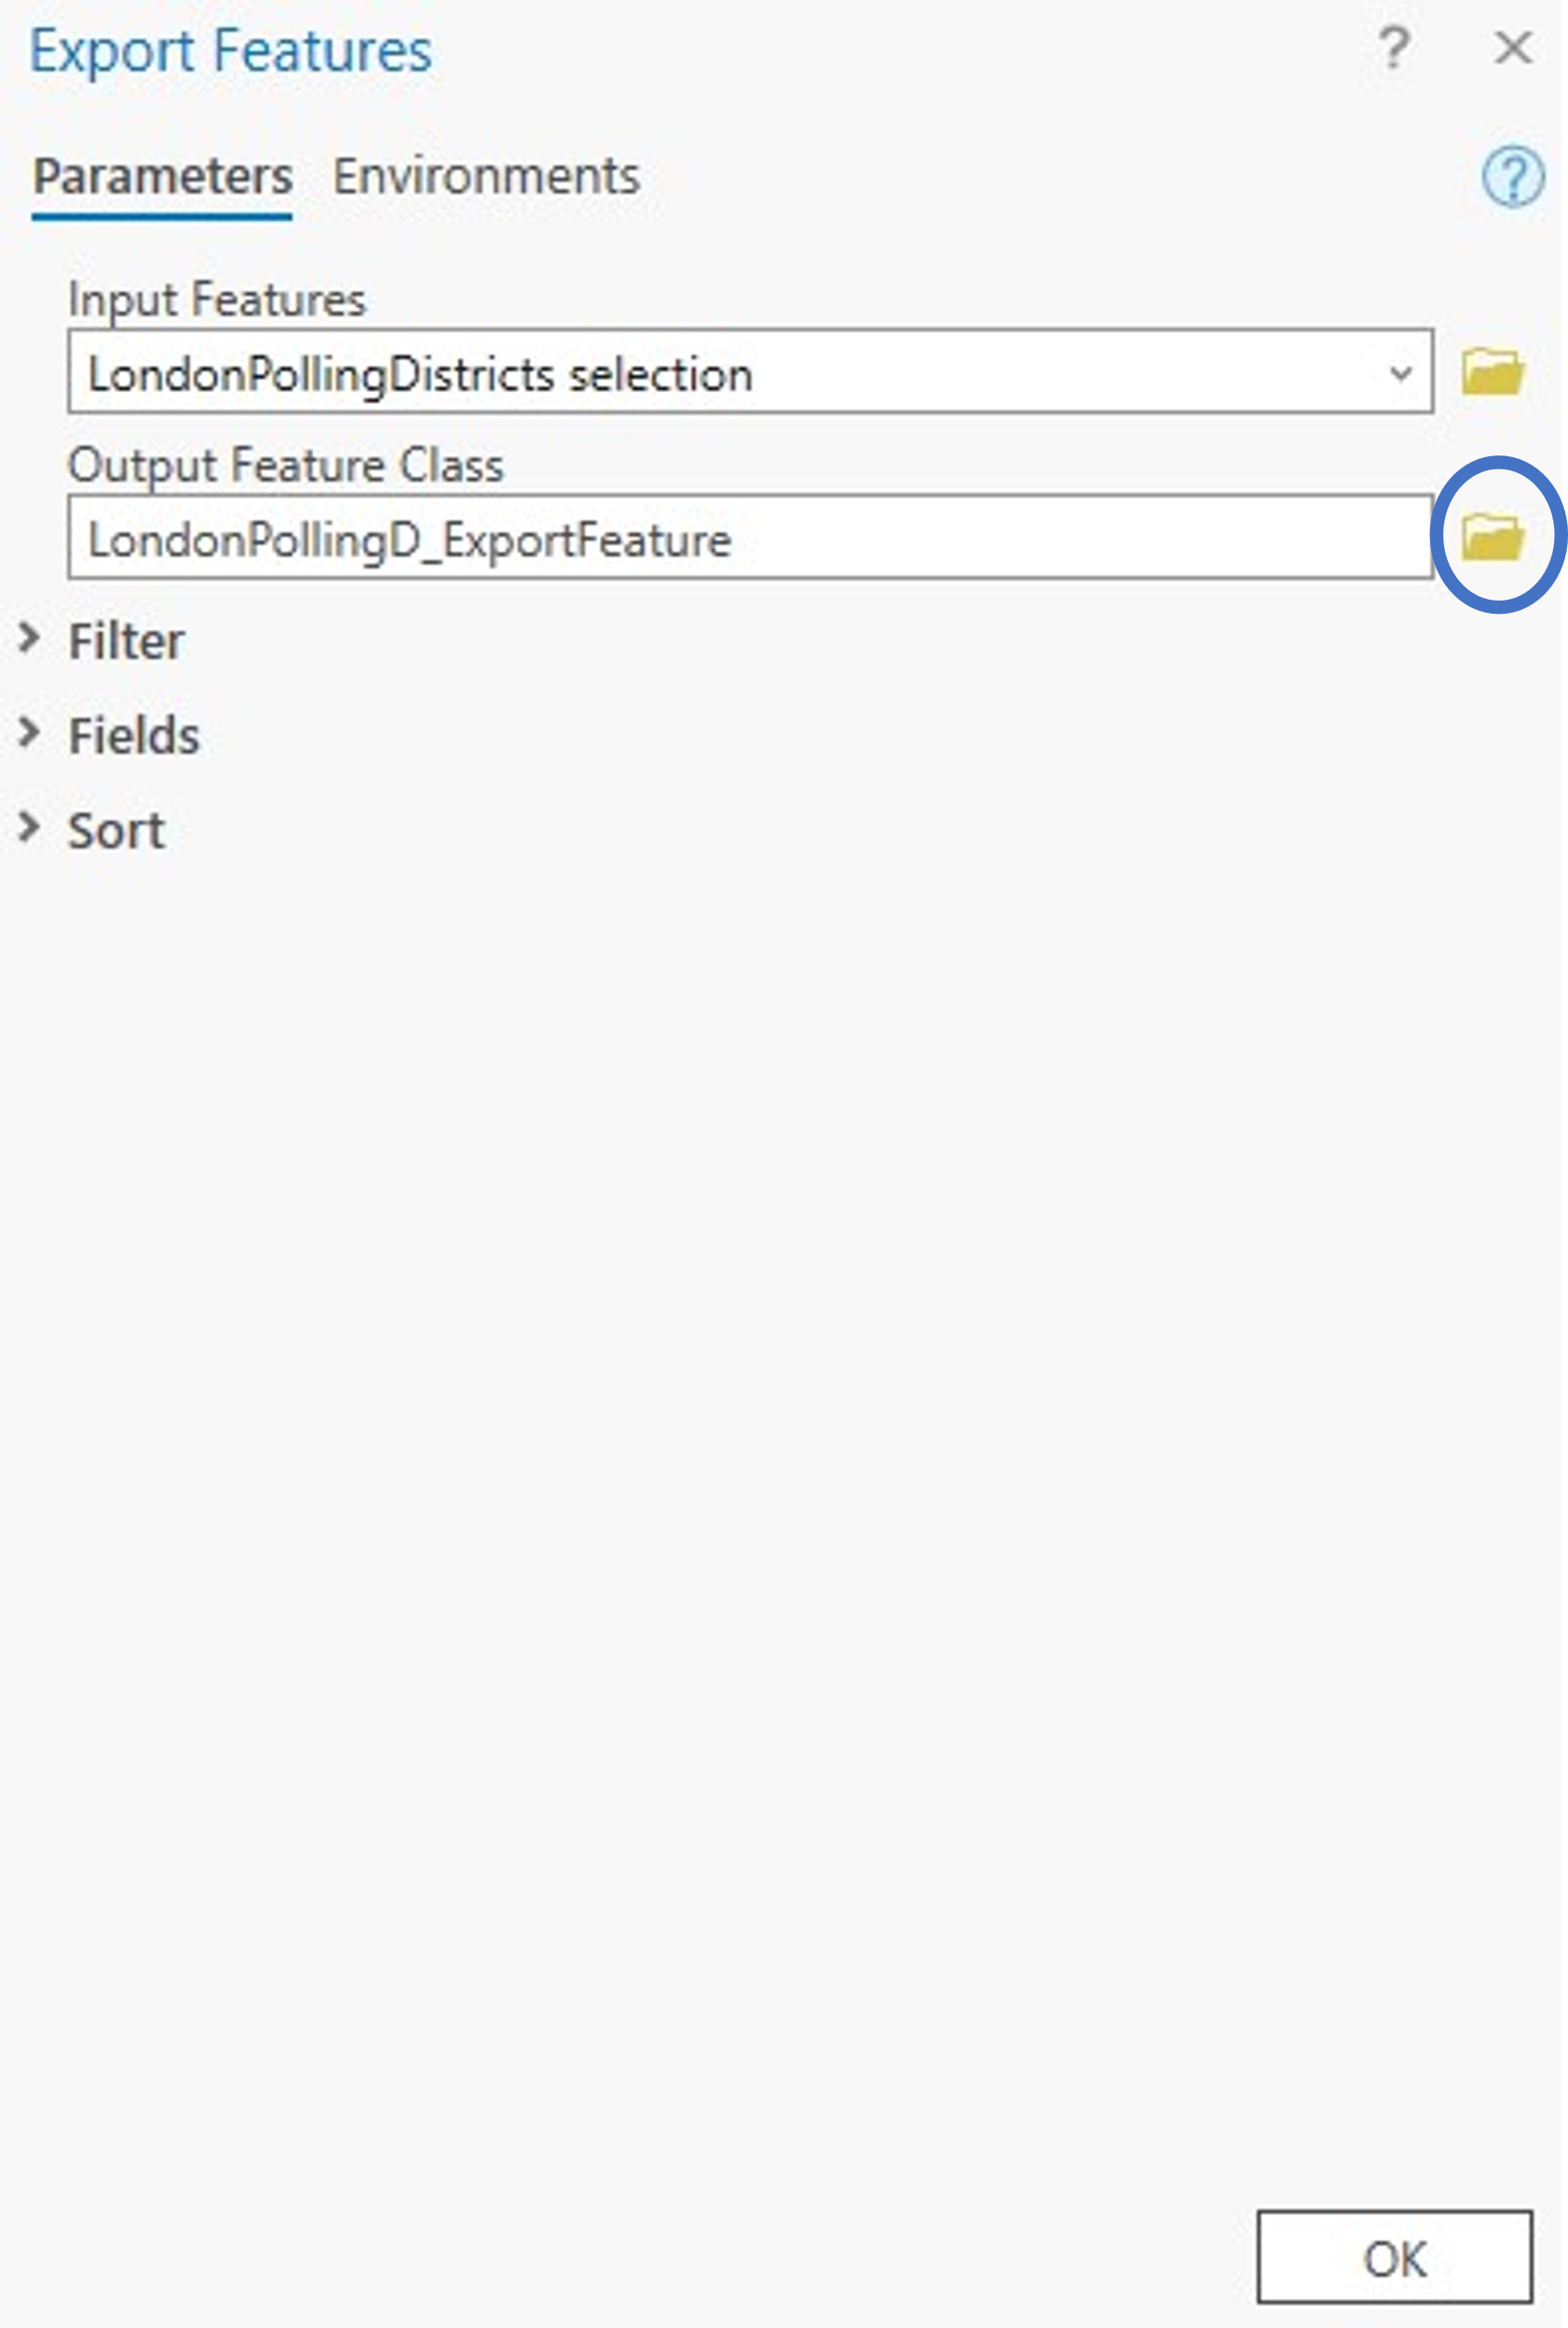 Export Features ? ×
Parameters Environments ?
Input Features
LondonPollingDistricts selection
Output Feature Class
LondonPollingD_ExportFeature
Filter
Fields
Sort
OK